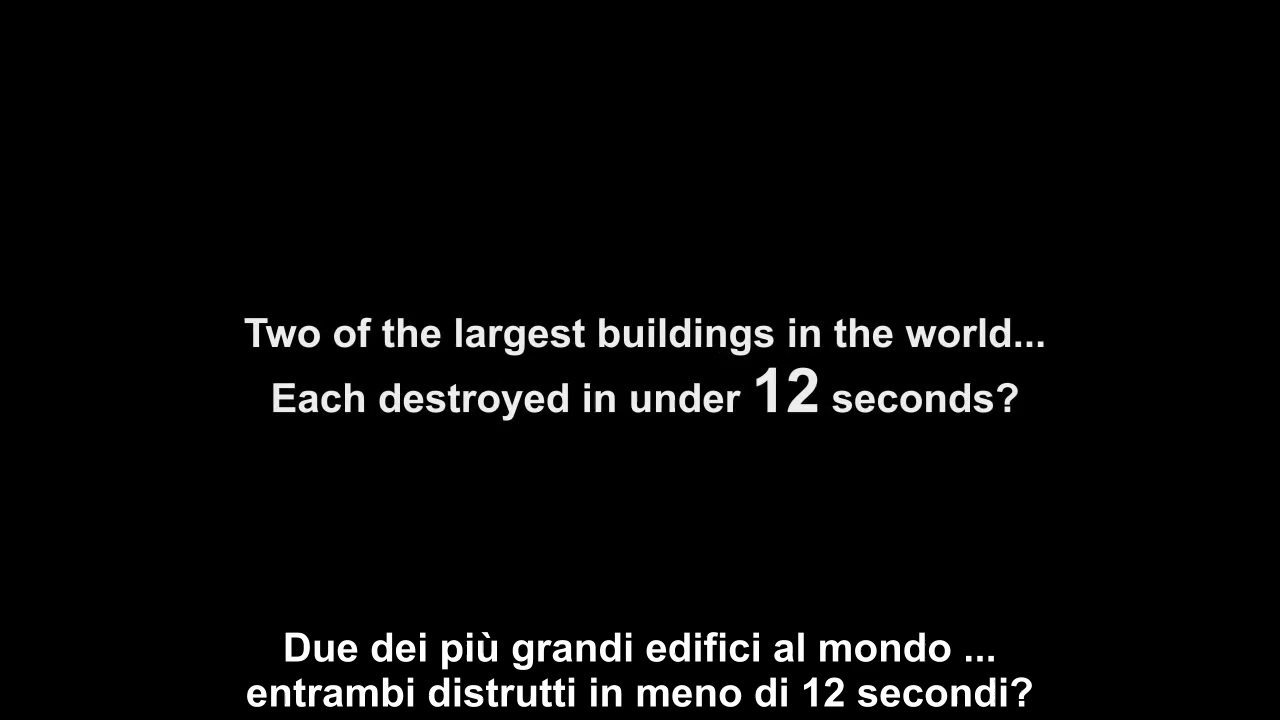 Two of the largest buildings in the world...
Each destroyed in under 12 seconds?
Due dei più grandi edifici al mondo ...
entrambi distrutti in meno di 12 secondi?